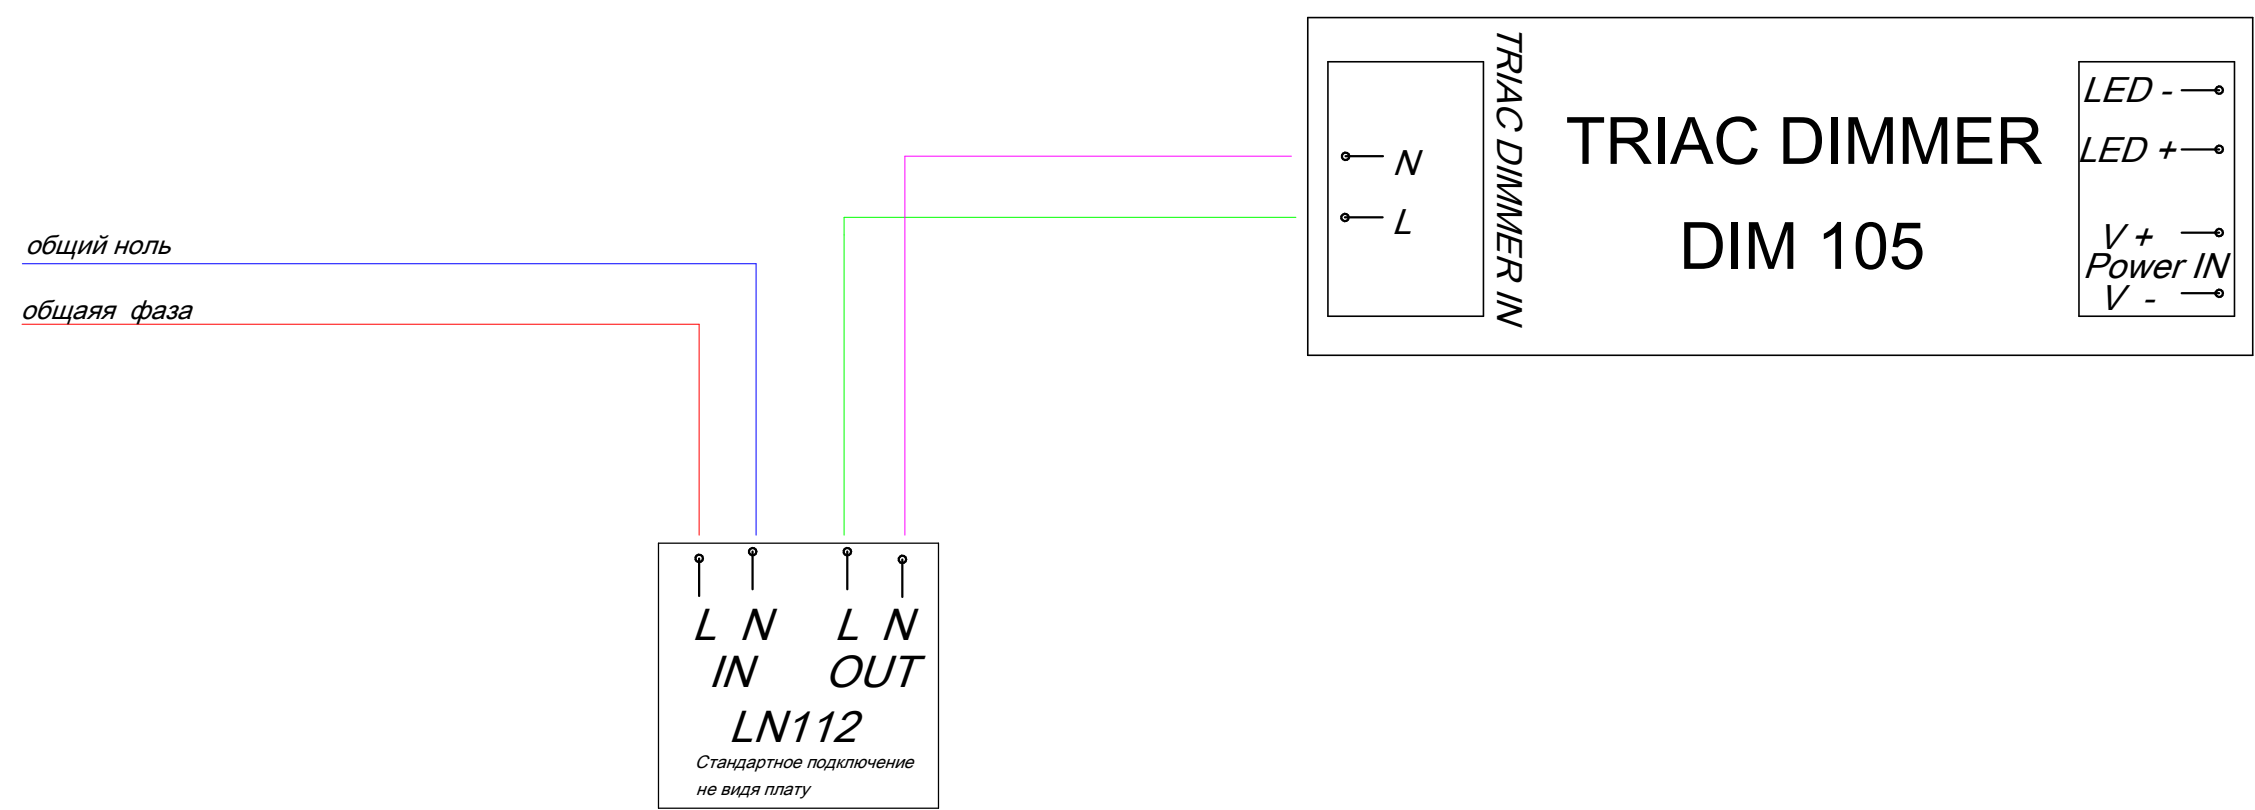 общий ноль
общаяя фаза
N
L
TRIAC DIMMER IN
TRIAC DIMMER
DIM 105
LED -
LED +
V +
Power IN
V -
L N L N
IN OUT
LN112
Стандартное подключение
не видя плату